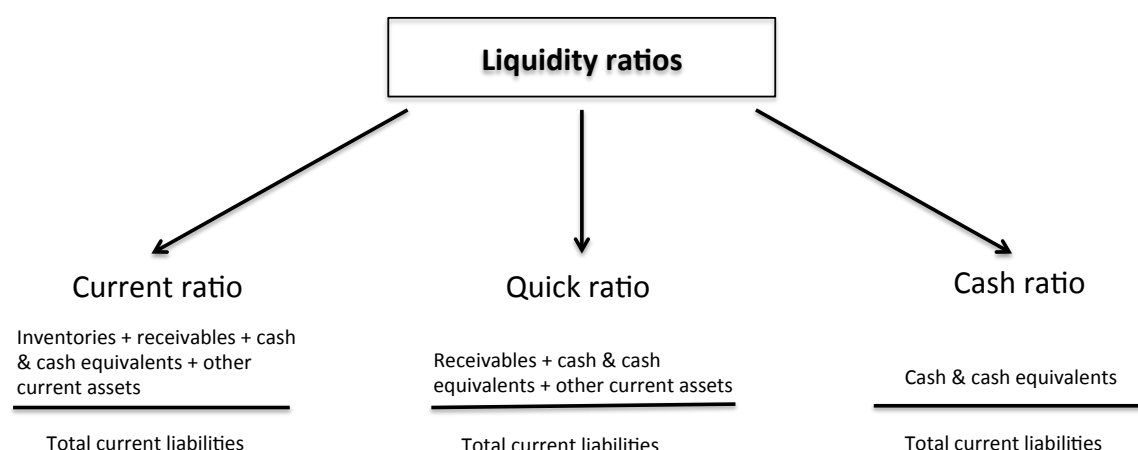 Liquidity ratios
Current ratio
Inventories + receivables + cash
& cash equivalents + other
current assets
Total current liabilities
Quick ratio
Receivables + cash & cash
equivalents + other current assets
Total current liabilities
Cash ratio
Cash & cash equivalents
Total current liabilities